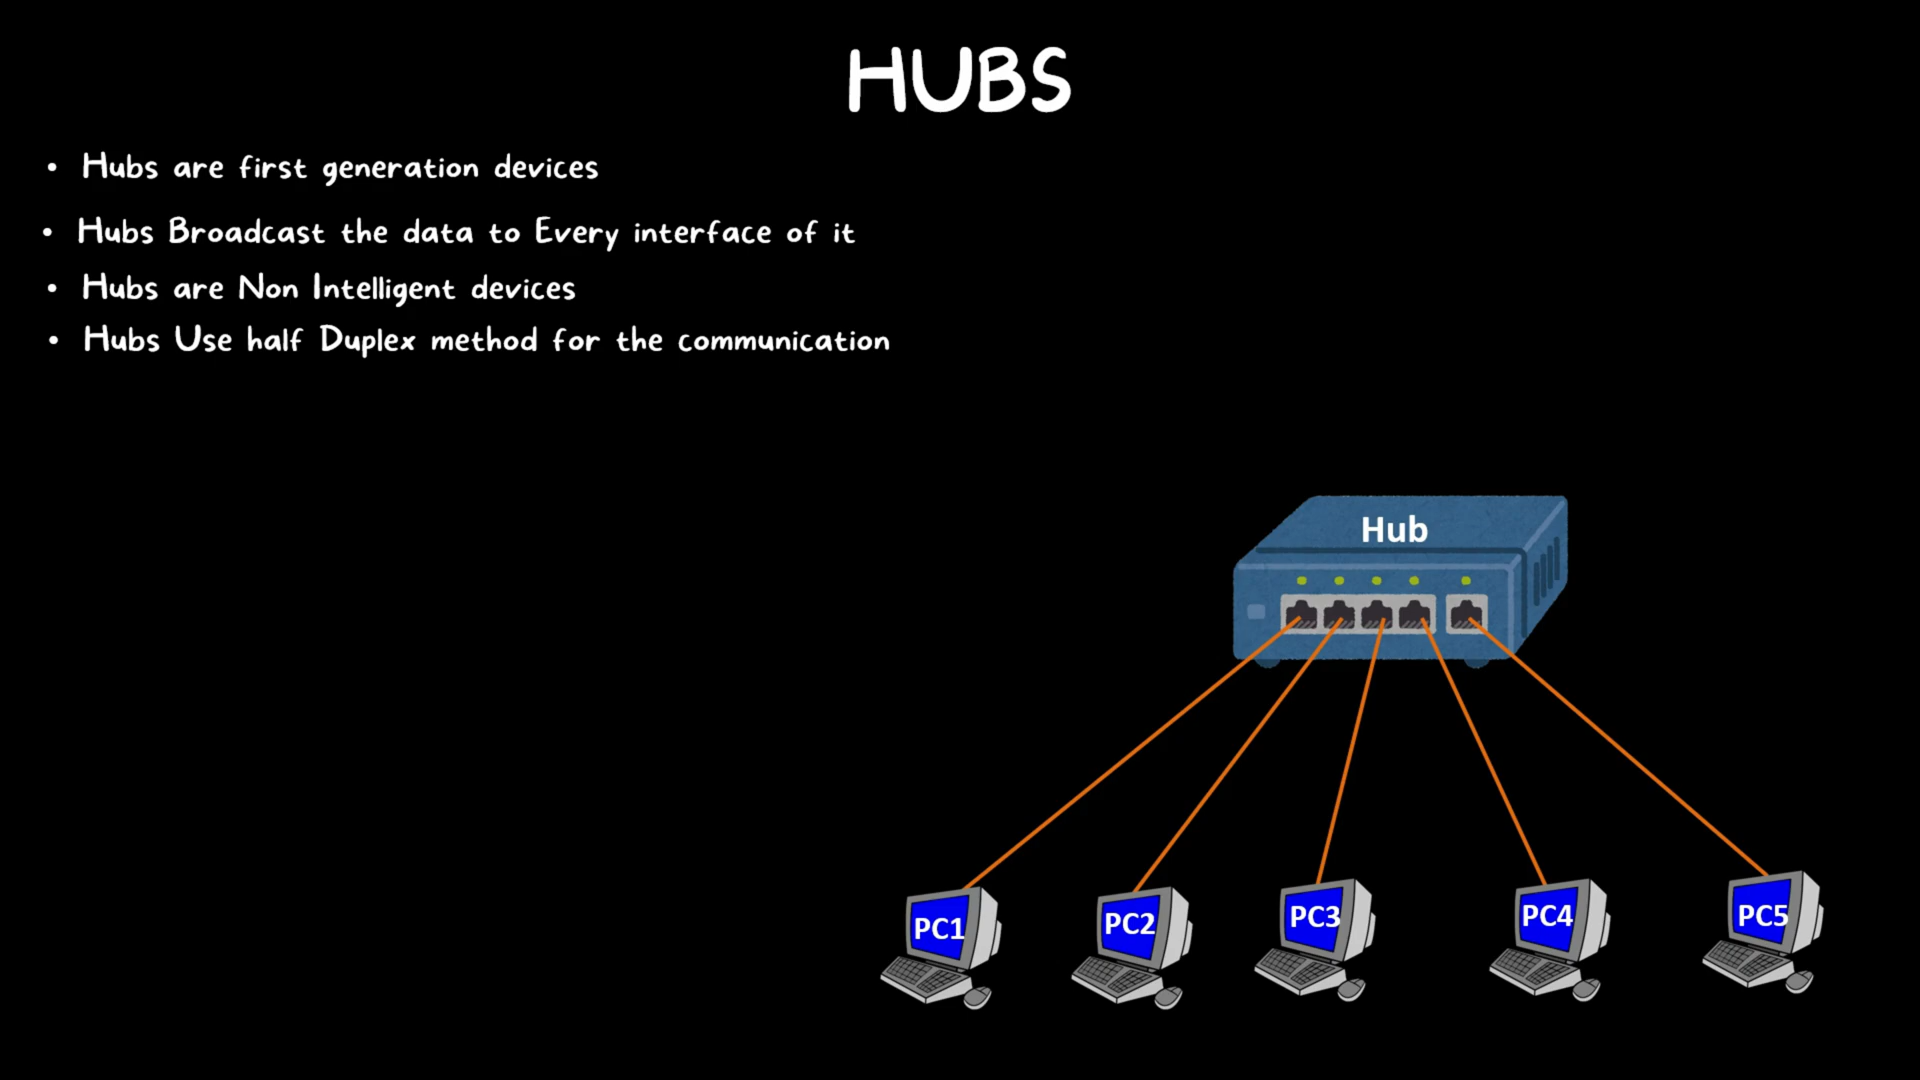 HUBS
• Hubs are first generation devices
• Hubs Broadcast the data to Every interface of it
• Hubs are Non Intelligent devices
• Hubs Use half Duplex method for the communication
Hub
PC1 PC2 PC3 PC4 PC5